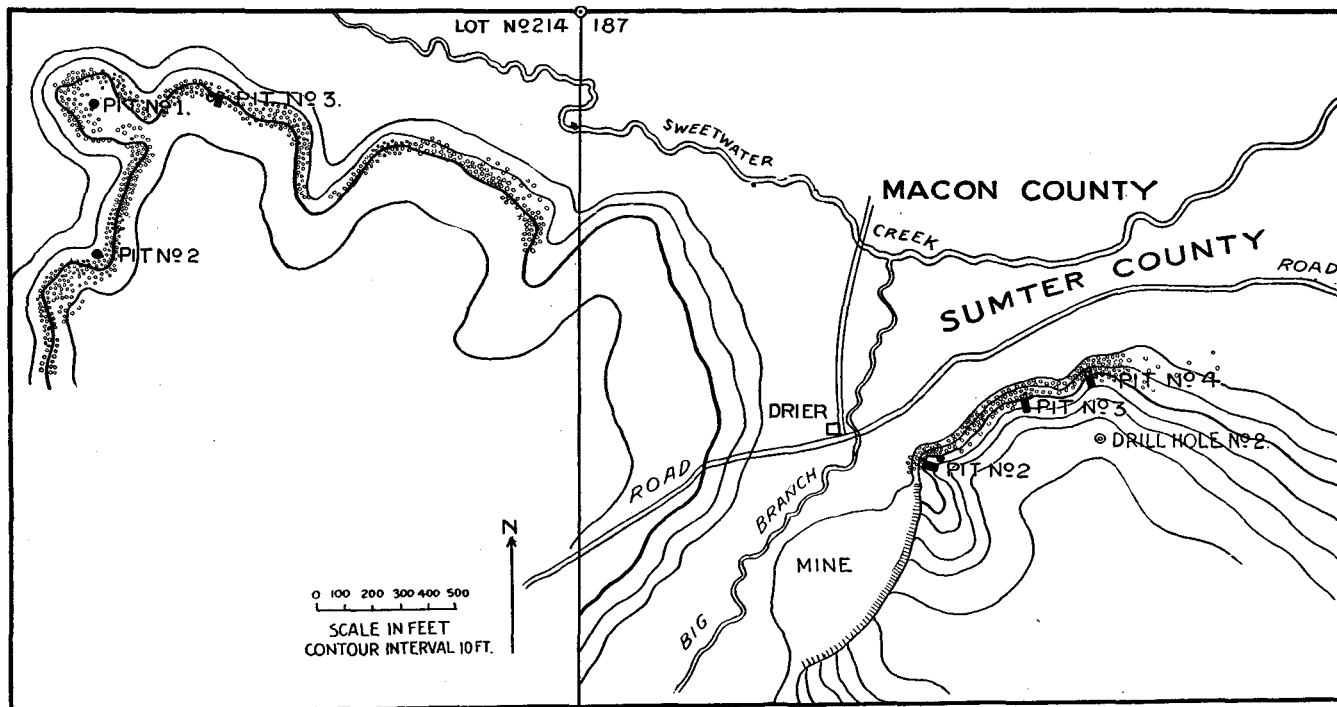 LOT Nº214 187
PIT Nº1.
PIT Nº3.
SWEETWATER
MACON COUNTY
CREEK
SUMTER COUNTY
ROAD
PIT Nº2
PIT Nº4
DRIER
PIT Nº3
DRILL HOLE Nº2.
ROAD
PIT Nº2
BRANCH
N
MINE
0 100 200 300 400 500
SCALE IN FEET
CONTOUR INTERVAL 10 FT.
BIG